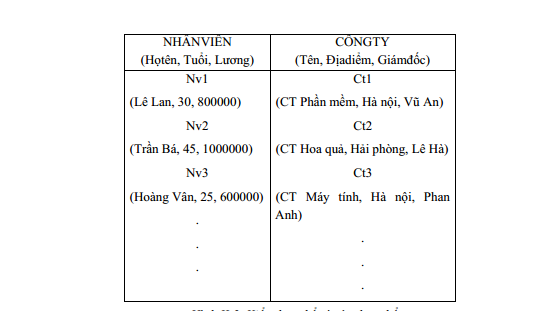 NHÂNVIÊN
(Họtên, Tuổi, Lương)
CÔNGTY
(Tên, Địađiểm, Giámđốc)
Nv1
(Lê Lan, 30, 800000)
Nv2
(Trần Bá, 45, 1000000)
Nv3
(Hoàng Vân, 25, 600000)
.
.
.
Ct1
(CT Phần mềm, Hà nội, Vũ An)
Ct2
(CT Hoa quả, Hải phòng, Lê Hà)
Ct3
(CT Máy tính, Hà nội, Phan
Anh)
.
.
.